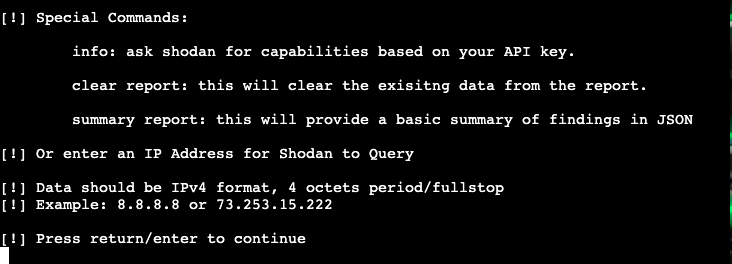 [!] Special Commands:
info: ask shodan for capabilities based on your API key.
clear report: this will clear the exisitng data from the report.
summary report: this will provide a basic summary of findings in JSON
[!] Or enter an IP Address for Shodan to Query
[!] Data should be IPv4 format, 4 octets period/fullstop
[!] Example: 8.8.8.8 or 73.253.15.222
[!] Press return/enter to continue